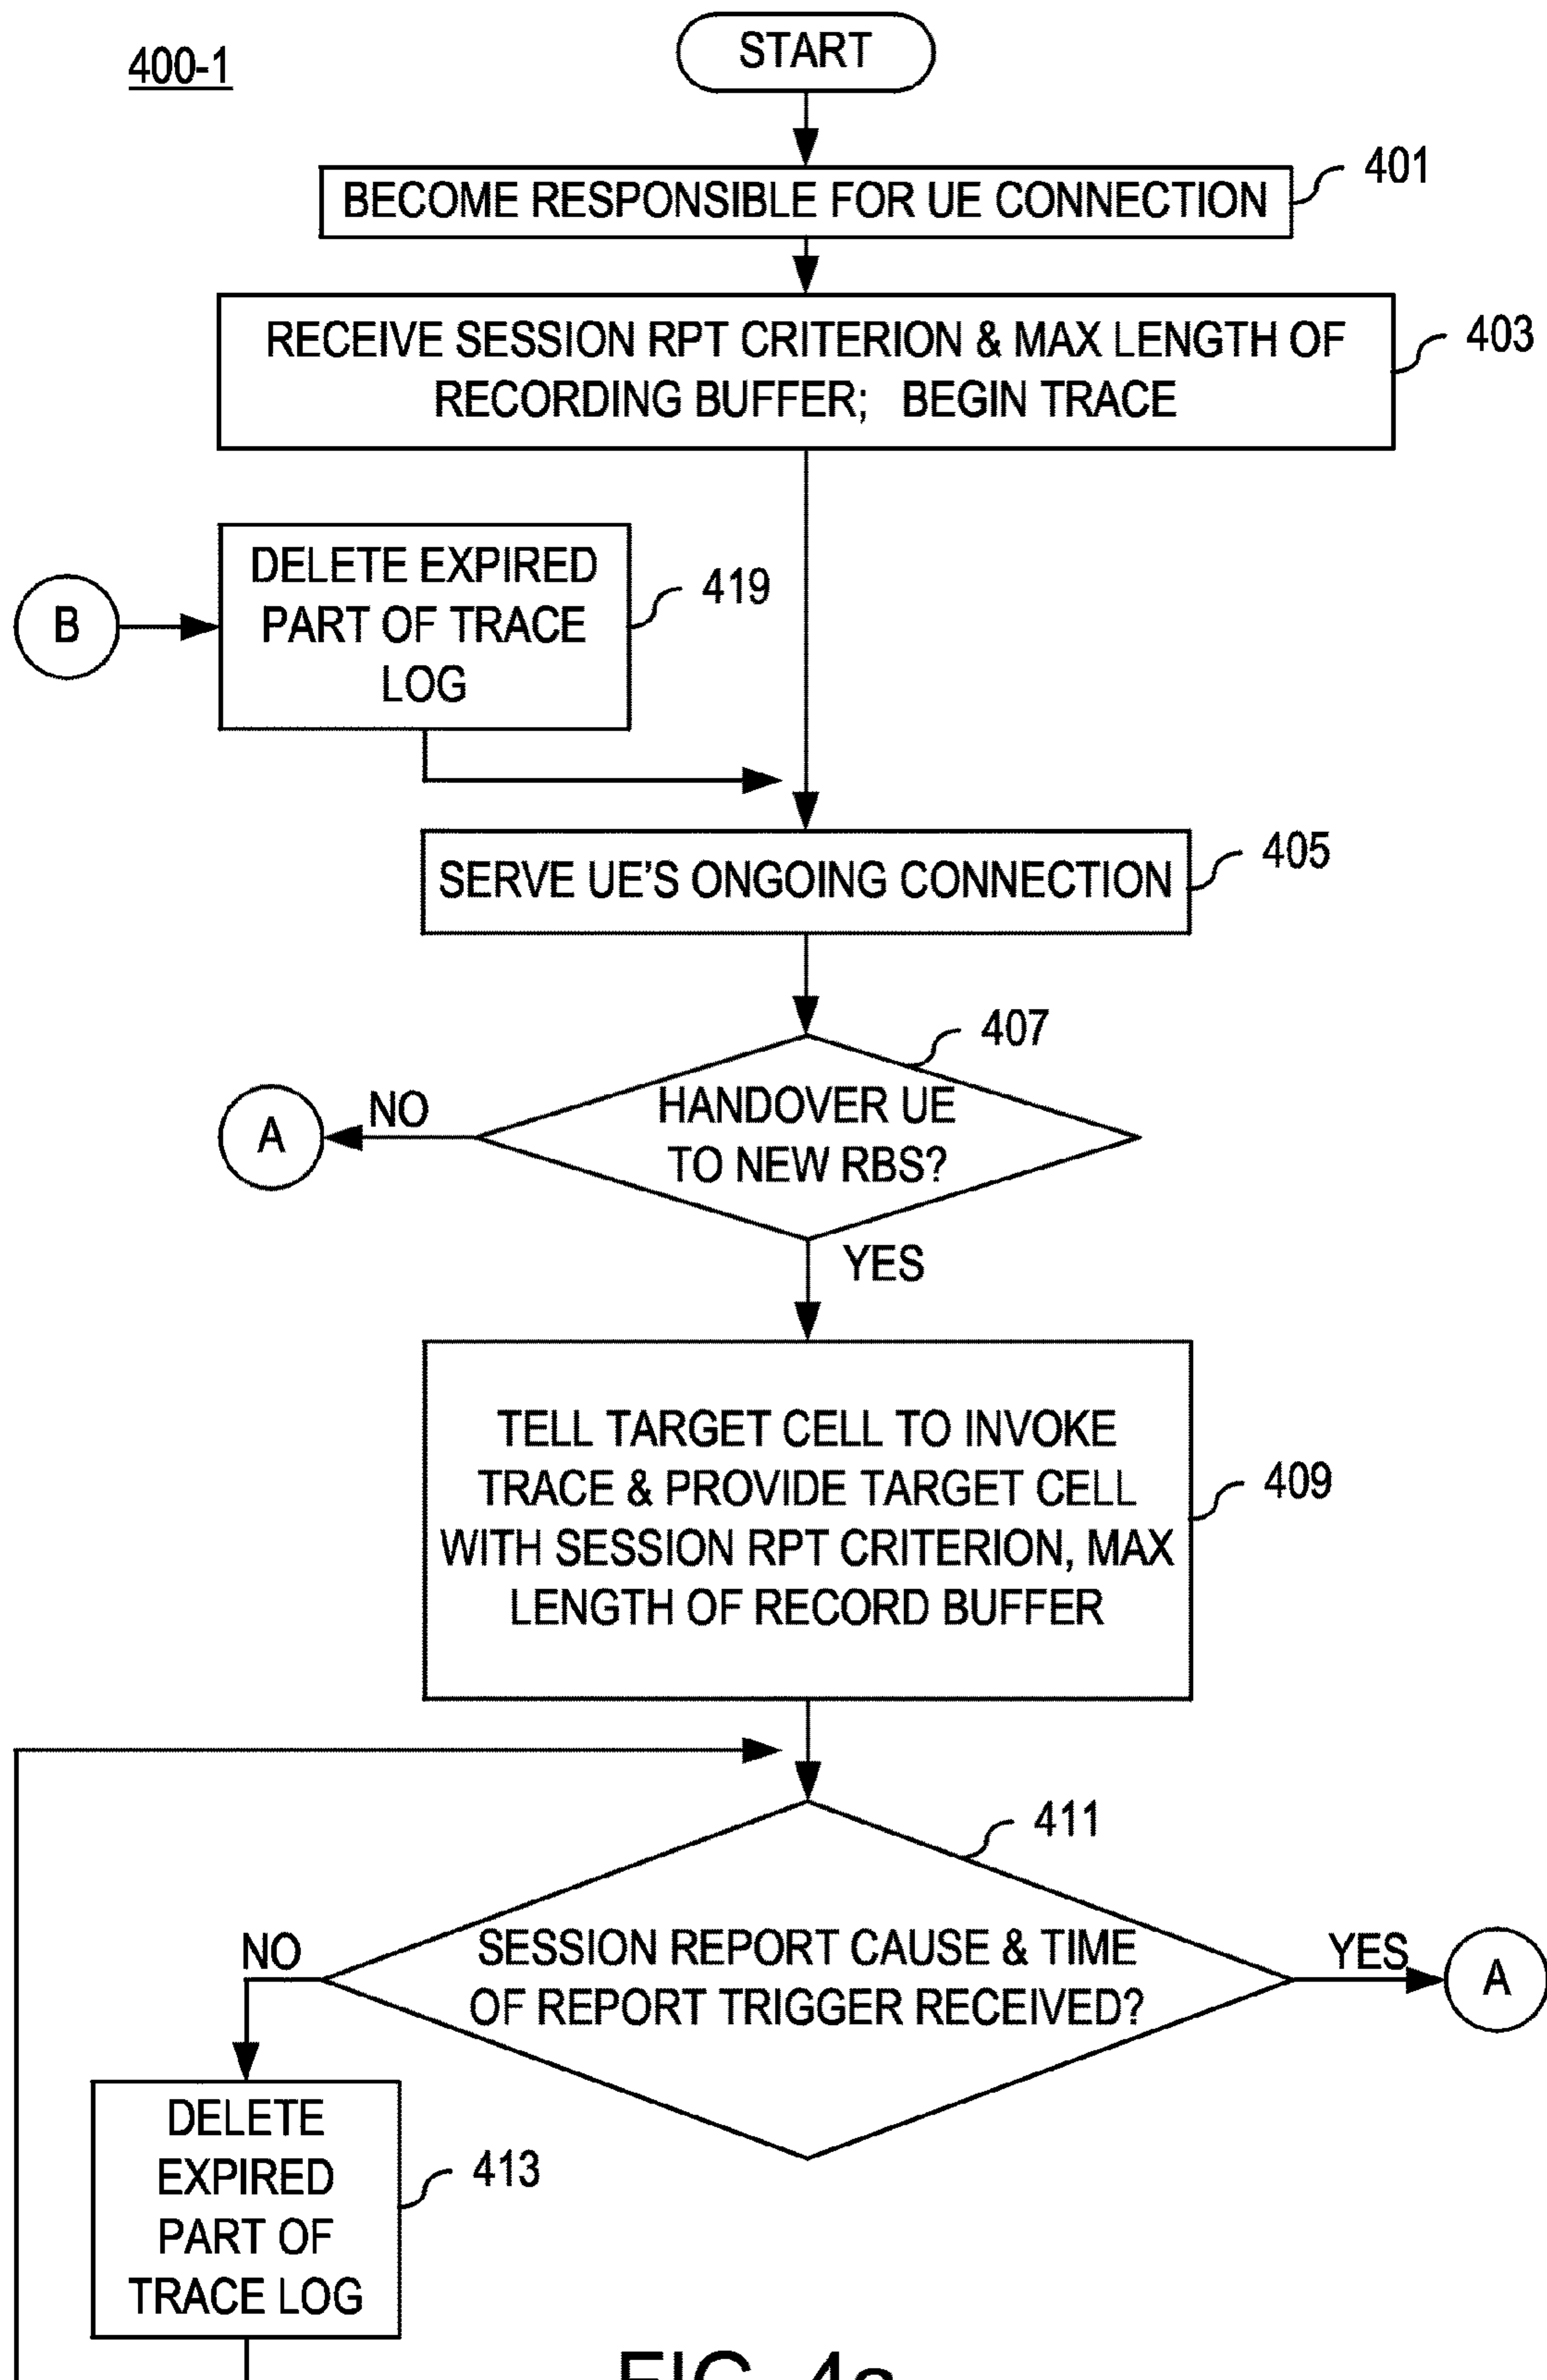 400-1
START
BECOME RESPONSIBLE FOR UE CONNECTION
401
RECEIVE SESSION RPT CRITERION & MAX LENGTH OF
RECORDING BUFFER; BEGIN TRACE
403
B
DELETE EXPIRED
PART OF TRACE
LOG
419
SERVE UE'S ONGOING CONNECTION
405
407
HANDOVER UE
TO NEW RBS?
NO
A
YES
TELL TARGET CELL TO INVOKE
TRACE & PROVIDE TARGET CELL
WITH SESSION RPT CRITERION, MAX
LENGTH OF RECORD BUFFER
409
411
SESSION REPORT CAUSE & TIME
OF REPORT TRIGGER RECEIVED?
NO
YES
A
DELETE
EXPIRED
PART OF
TRACE LOG
413
FIG. 4a